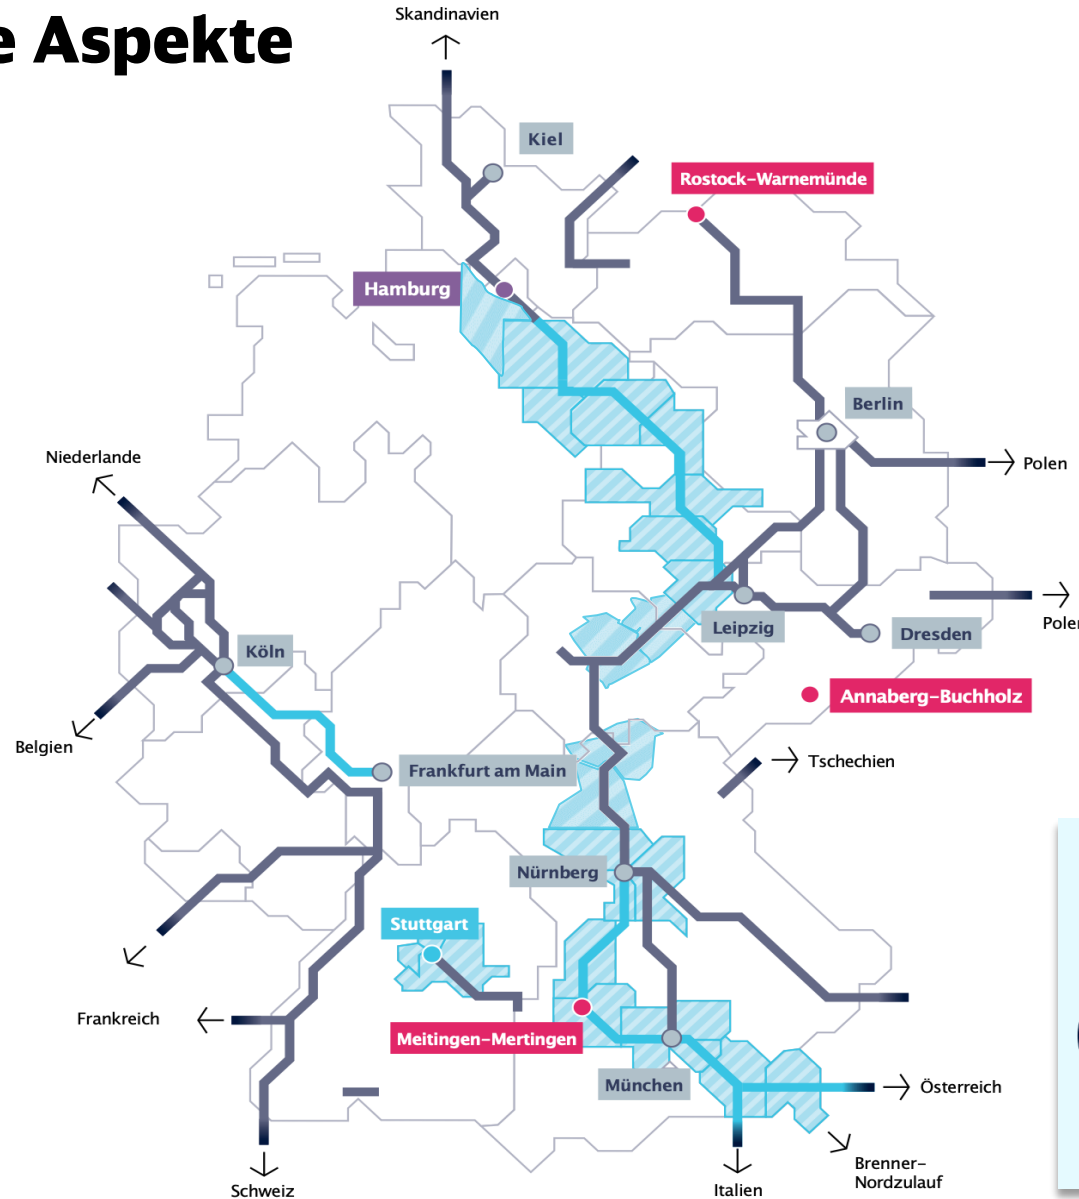 e Aspekte
Skandinavien
Kiel
Rostock–Warnemünde
Hamburg
Berlin
Niederlande
Polen
Leipzig
Dresden
Polen
Köln
Annaberg–Buchholz
Belgien
Frankfurt am Main
Tschechien
Nürnberg
Stuttgart
Frankreich
Meitingen–Mertingen
München
Österreich
Brenner–
Nordzulauf
Schweiz
Italien